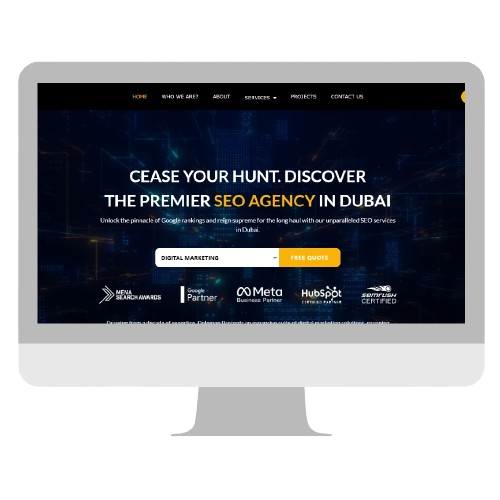 HOME WHO WE ARE? ABOUT SERVICES PROJECTS CONTACT US
CEASE YOUR HUNT. DISCOVER
THE PREMIER SEO AGENCY IN DUBAI
Unlock the pinnacle of Google rankings and reign supreme for the long haul with our unparalleled SEO services
in Dubai.
DIGITAL MARKETING FREE QUOTE
MENA
SEARCH AWARDS
Google
Partner
Meta
Business Partner
HubSpot
CERTIFIED PARTNER
SEMRUSH
CERTIFIED